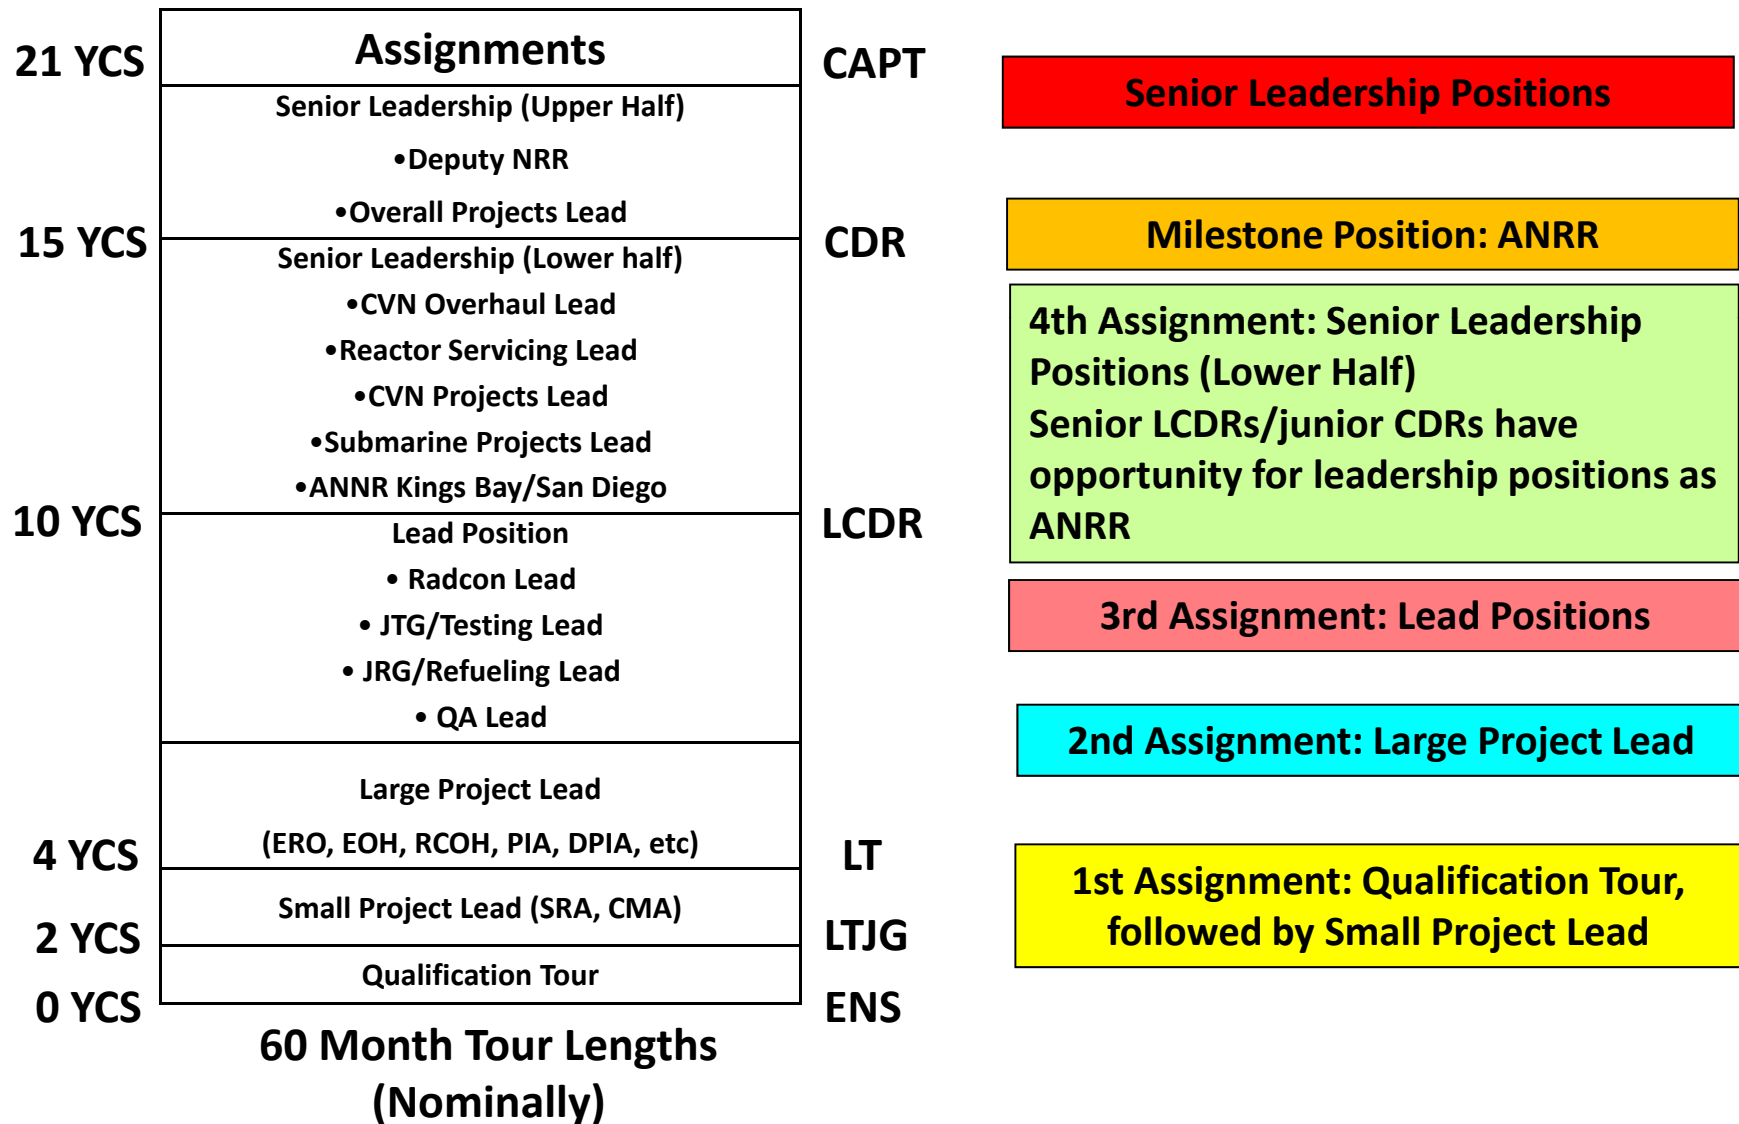 21 YCS
Assignments
CAPT
Senior Leadership (Upper Half)
•Deputy NRR
•Overall Projects Lead
15 YCS
CDR
Senior Leadership (Lower half)
•CVN Overhaul Lead
•Reactor Servicing Lead
•CVN Projects Lead
•Submarine Projects Lead
•ANNR Kings Bay/San Diego
10 YCS
LCDR
Lead Position
• Radcon Lead
• JTG/Testing Lead
• JRG/Refueling Lead
• QA Lead
Large Project Lead
(ERO, EOH, RCOH, PIA, DPIA, etc)
4 YCS
LT
Small Project Lead (SRA, CMA)
2 YCS
LTJG
Qualification Tour
0 YCS
ENS
60 Month Tour Lengths
(Nominally)
Senior Leadership Positions
Milestone Position: ANRR
4th Assignment: Senior Leadership
Positions (Lower Half)
Senior LCDRs/junior CDRs have
opportunity for leadership positions as
ANRR
3rd Assignment: Lead Positions
2nd Assignment: Large Project Lead
1st Assignment: Qualification Tour,
followed by Small Project Lead